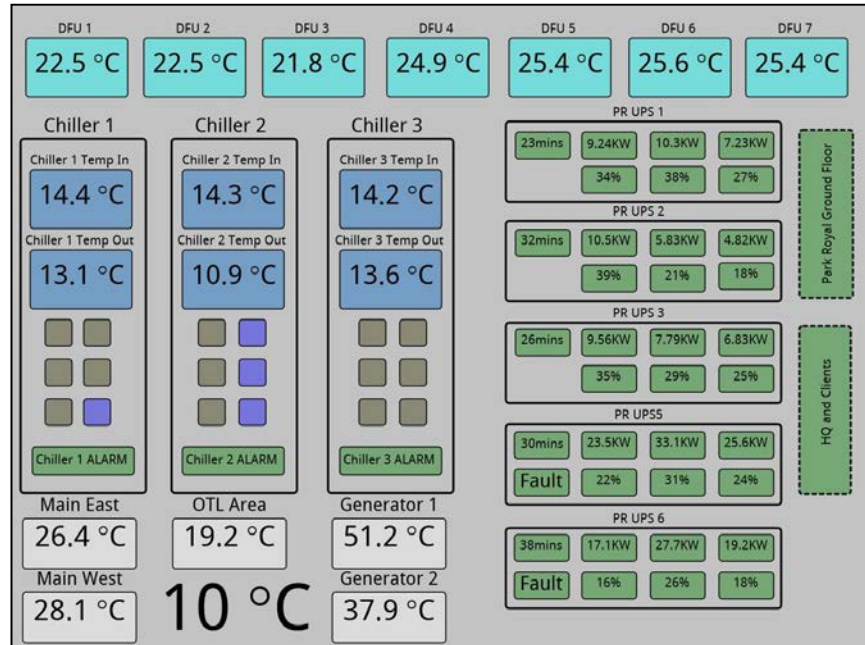 DFU 1 DFU 2 DFU 3 DFU 4 DFU 5 DFU 6 DFU 7
22.5 °C 22.5 °C 21.8 °C 24.9 °C 25.4 °C 25.6 °C 25.4 °C
Chiller 1 Chiller 2 Chiller 3
Chiller 1 Temp In Chiller 2 Temp In Chiller 3 Temp In
14.4 °C 14.3 °C 14.2 °C
Chiller 1 Temp Out Chiller 2 Temp Out Chiller 3 Temp Out
13.1 °C 10.9 °C 13.6 °C
Chiller 1 ALARM Chiller 2 ALARM Chiller 3 ALARM
Main East OTL Area Generator 1
26.4 °C 19.2 °C 51.2 °C
Main West Generator 2
28.1 °C 10 °C 37.9 °C
PR UPS 1
23mins 9.24KW 10.3KW 7.23KW
34% 38% 27%
PR UPS 2
32mins 10.5KW 5.83KW 4.82KW
39% 21% 18%
PR UPS 3
26mins 9.56KW 7.79KW 6.83KW
35% 29% 25%
PR UPS5
30mins 23.5KW 33.1KW 25.6KW
Fault 22% 31% 24%
PR UPS 6
38mins 17.1KW 27.7KW 19.2KW
Fault 16% 26% 18%
Park Royal Ground Floor
HQ and Clients